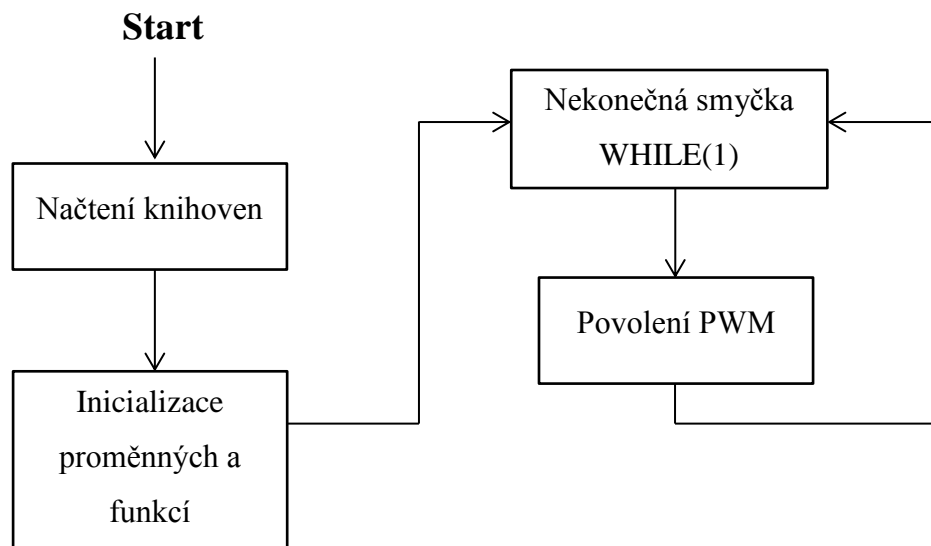 Start
Načtení knihoven
Inicializace
proměnných a
funkcí
Nekonečná smyčka
WHILE(1)
Povolení PWM